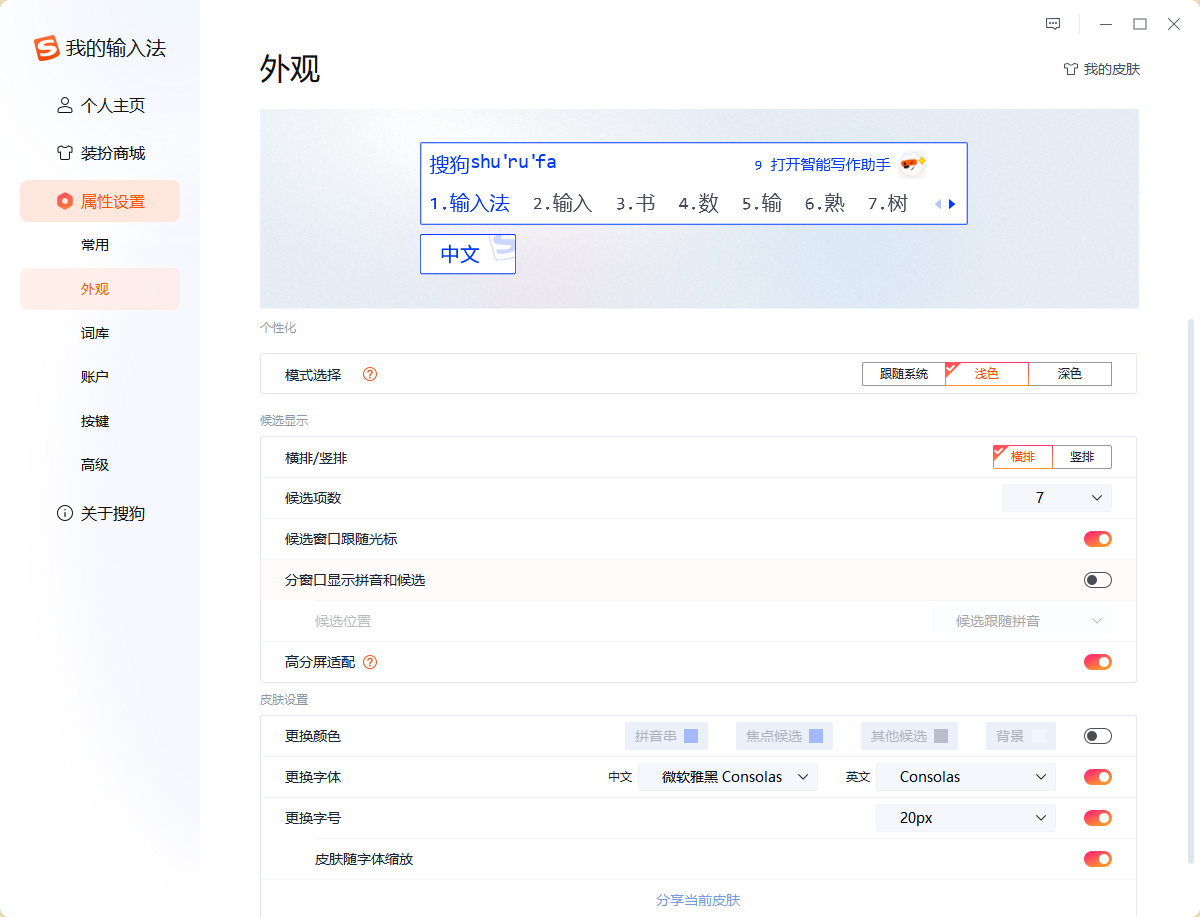 我的输入法
个人主页
装扮商城
属性设置
常用
外观
词库
账户
按键
高级
关于搜狗
外观
我的皮肤
搜狗shu'ru'fa
9 打开智能写作助手
1.输入法 2.输入 3.书 4.数 5.输 6.熟 7.树
中文
个性化
模式选择
跟随系统 浅色 深色
候选显示
横排/竖排
横排 竖排
候选项数
7
候选窗口跟随光标
分窗口显示拼音和候选
候选位置
候选跟随拼音
高分屏适配
皮肤设置
更换颜色
拼音串 焦点候选 其他候选 背景
更换字体
中文 微软雅黑 Consolas 英文 Consolas
更换字号
20px
皮肤随字体缩放
分享当前皮肤